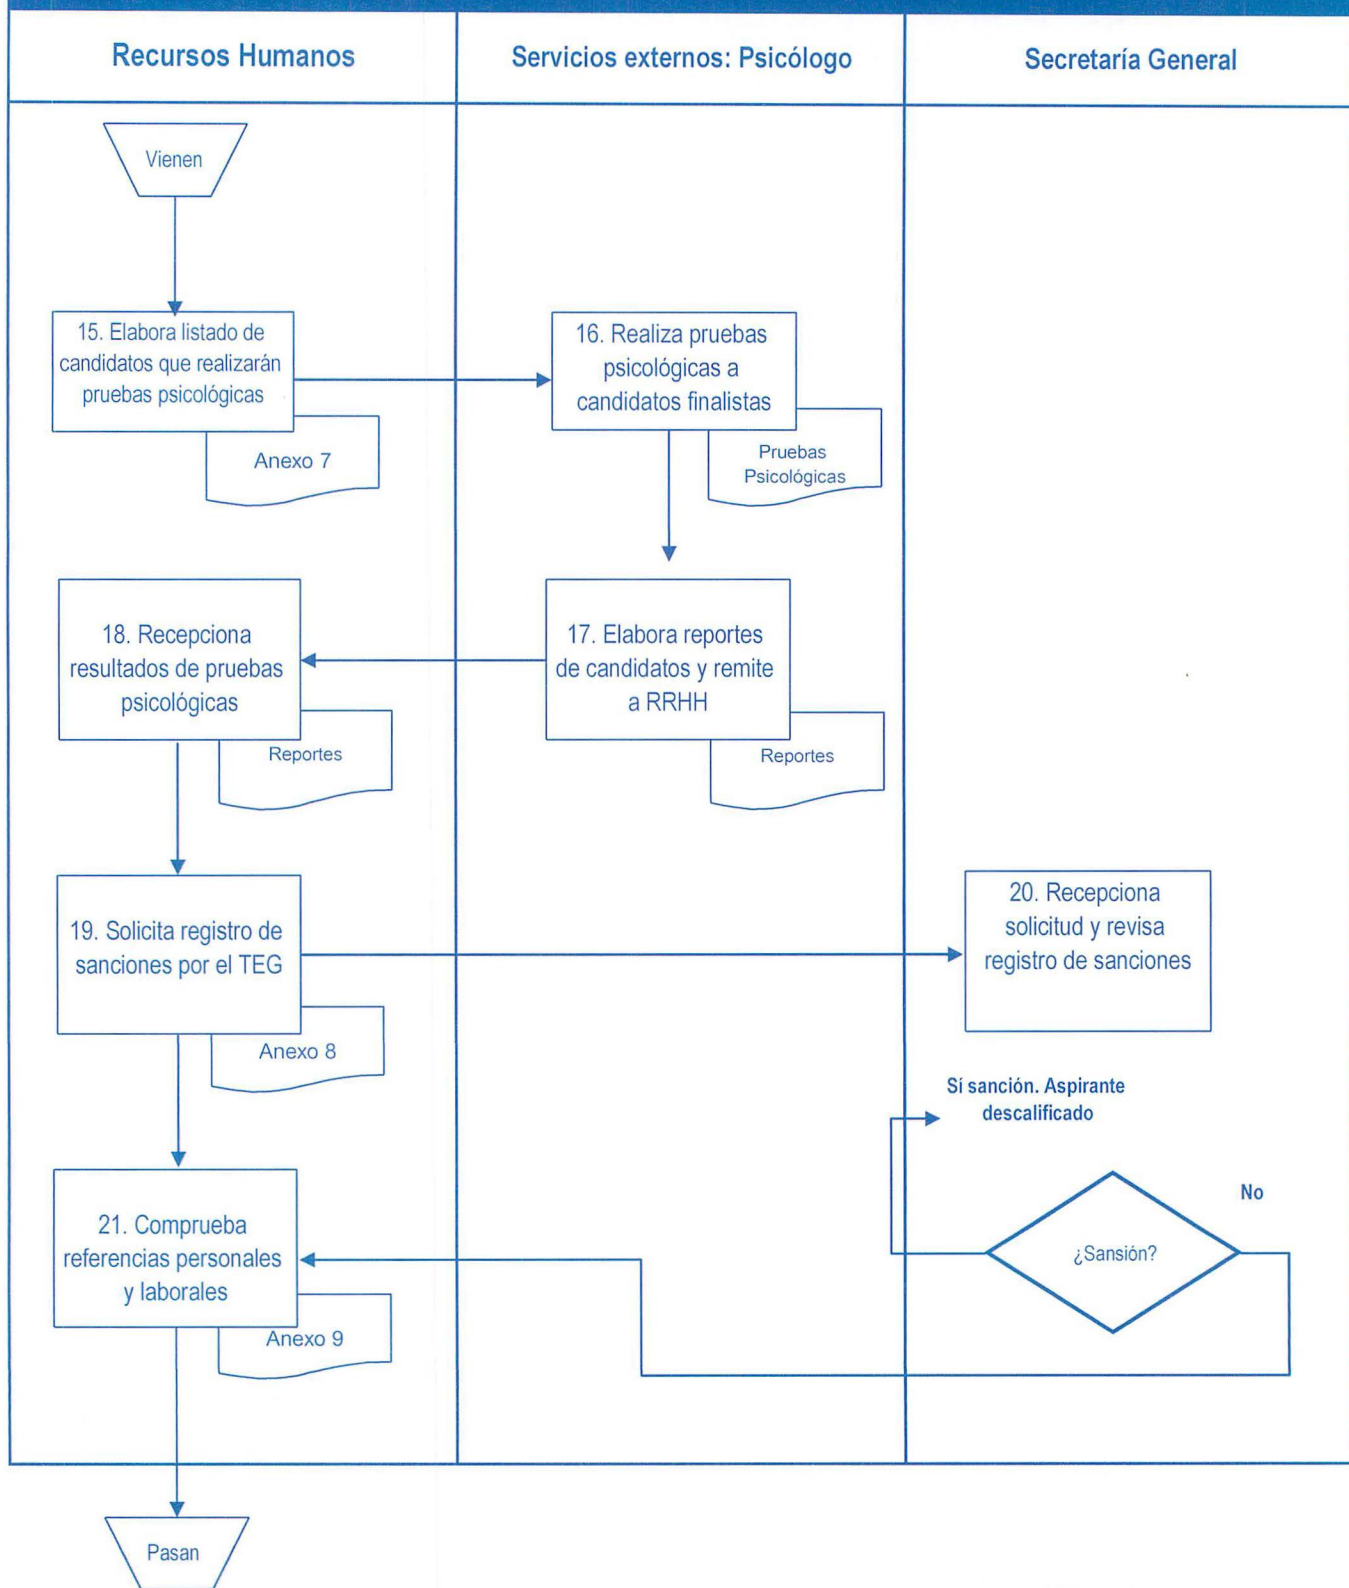 Recursos Humanos
Servicios externos: Psicólogo
Secretaría General
Vienen
15. Elabora listado de
candidatos que realizarán
pruebas psicológicas
Anexo 7
16. Realiza pruebas
psicológicas a
candidatos finalistas
Pruebas
Psicológicas
17. Elabora reportes
de candidatos y remite
a RRHH
Reportes
18. Recepciona
resultados de pruebas
psicológicas
Reportes
19. Solicita registro de
sanciones por el TEG
Anexo 8
20. Recepciona
solicitud y revisa
registro de sanciones
Sí sanción. Aspirante
descalificado
¿Sansión?
No
21. Comprueba
referencias personales
y laborales
Anexo 9
Pasan